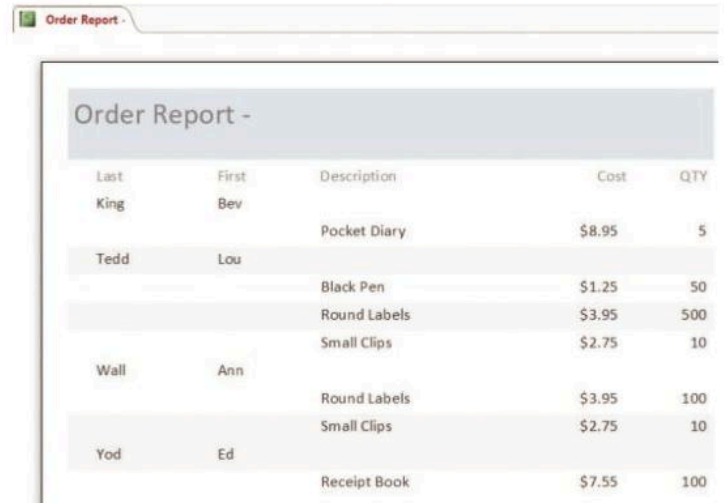 Order Report -
Order Report -
Last First Description Cost QTY
King Bev
Pocket Diary $8.95 5
Tedd Lou
Black Pen $1.25 50
Round Labels $3.95 500
Small Clips $2.75 10
Wall Ann
Round Labels $3.95 100
Small Clips $2.75 10
Yod Ed
Receipt Book $7.55 100